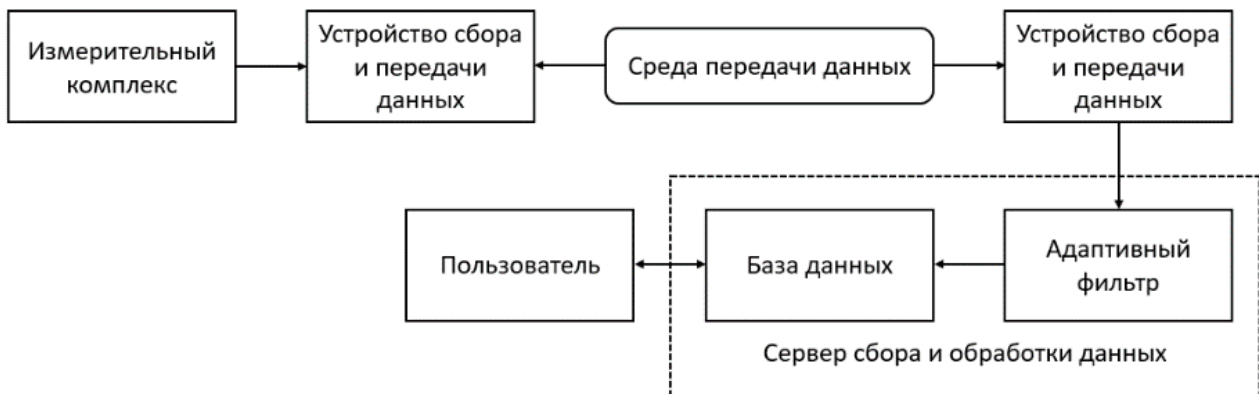 Измерительный
комплекс
Устройство сбора
и передачи
данных
Среда передачи данных
Устройство сбора
и передачи
данных
Пользователь
База данных
Адаптивный
фильтр
Сервер сбора и обработки данных